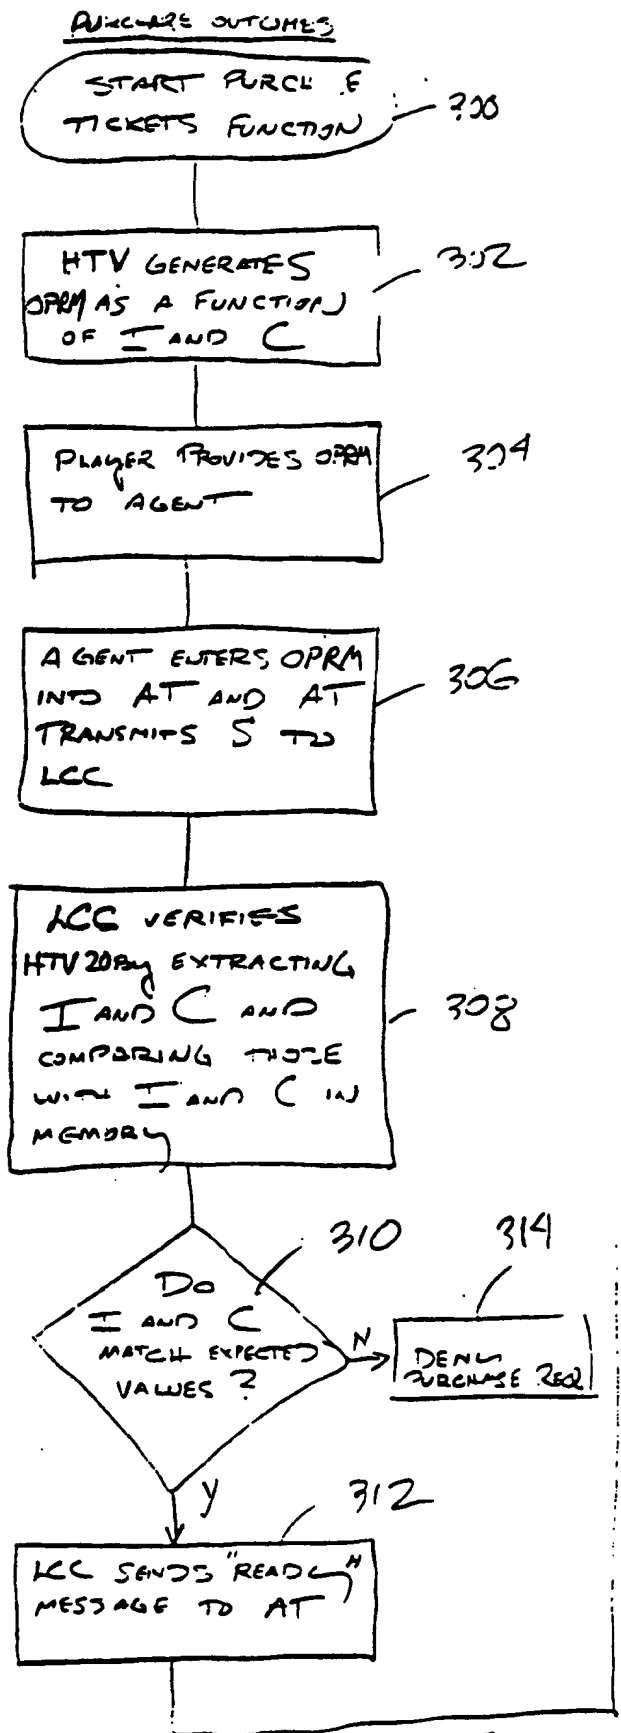 PURCHASE OUTCOMES
START PURCH E
TICKETS FUNCTION
300
HTV GENERATES
OPRM AS A FUNCTION
OF I AND C
302
PLAYER PROVIDES OPRM
TO AGENT
304
AGENT ENTERS OPRM
INTO AT AND AT
TRANSMITS S TO
LCC
306
LCC VERIFIES
HTV 20 By EXTRACTING
I AND C AND
COMPARING THOSE
WITH I AND C IN
MEMORY
308
310
DO
I AND C
MATCH EXPECTED
VALUES ?
N
314
DENY
PURCHASE REQ
Y
312
LCC SENDS "READY"
MESSAGE TO AT